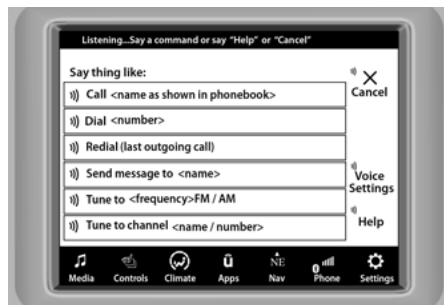 Listening...Say a command or say “Help” or “Cancel”
Say thing like:
Call <name as shown in phonebook>
Dial <number>
Redial (last outgoing call)
Send message to <name>
Tune to <frequency>FM / AM
Tune to channel <name / number>
Cancel
Voice
Settings
Help
NE
Media Controls Climate Apps Nav Phone Settings